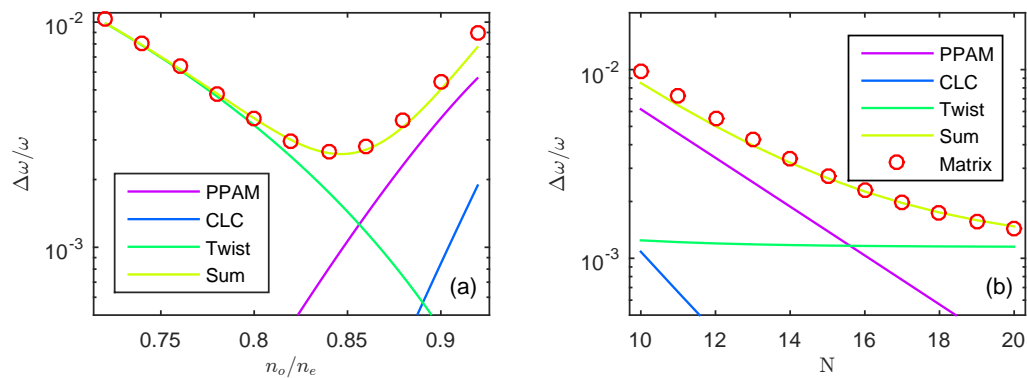 10^{-2}
10^{-3}
Δω/ω
PPAM
CLC
Twist
Sum
(a)
0.75 0.8 0.85 0.9
n_o/n_e
10^{-2}
10^{-3}
Δω/ω
PPAM
CLC
Twist
Sum
Matrix
(b)
10 12 14 16 18 20
N